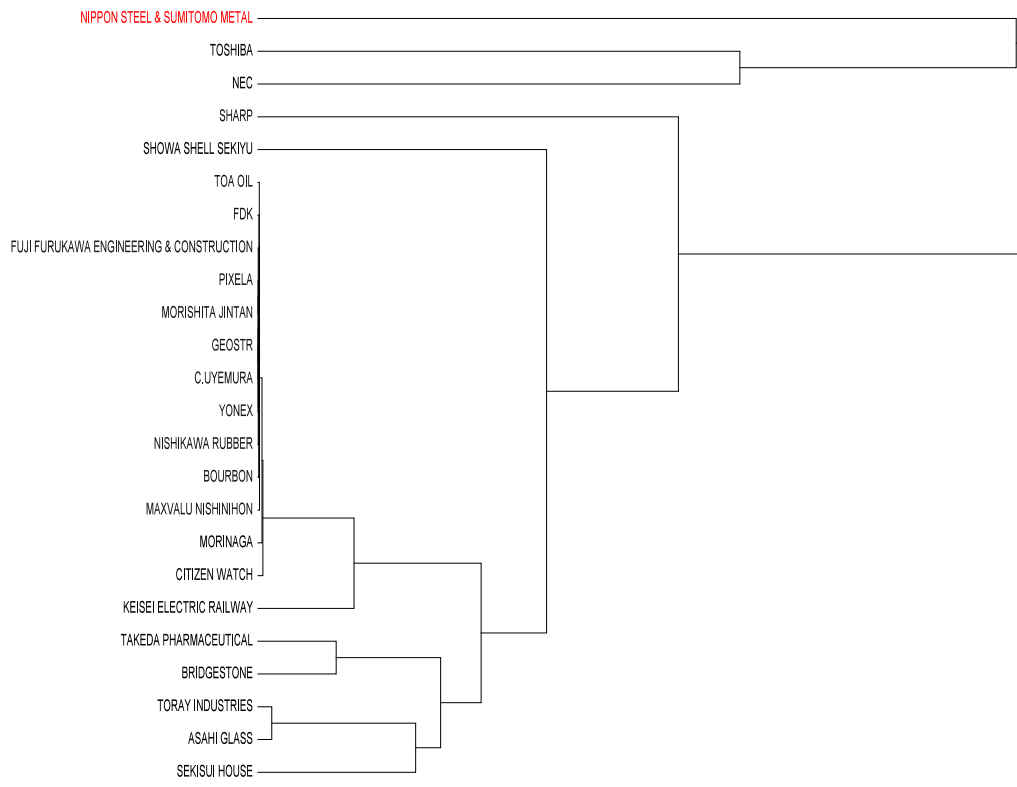 NIPPON STEEL & SUMITOMO METAL
TOSHIBA
NEC
SHARP
SHOWA SHELL SEKIYU
TOA OIL
FDK
FUJI FURUKAWA ENGINEERING & CONSTRUCTION
PIXELA
MORISHITA JINTAN
GEOSTR
C.UYEMURA
YONEX
NISHIKAWA RUBBER
BOURBON
MAXVALU NISHINIHON
MORINAGA
CITIZEN WATCH
KEISEI ELECTRIC RAILWAY
TAKEDA PHARMACEUTICAL
BRIDGESTONE
TORAY INDUSTRIES
ASAHI GLASS
SEKISUI HOUSE